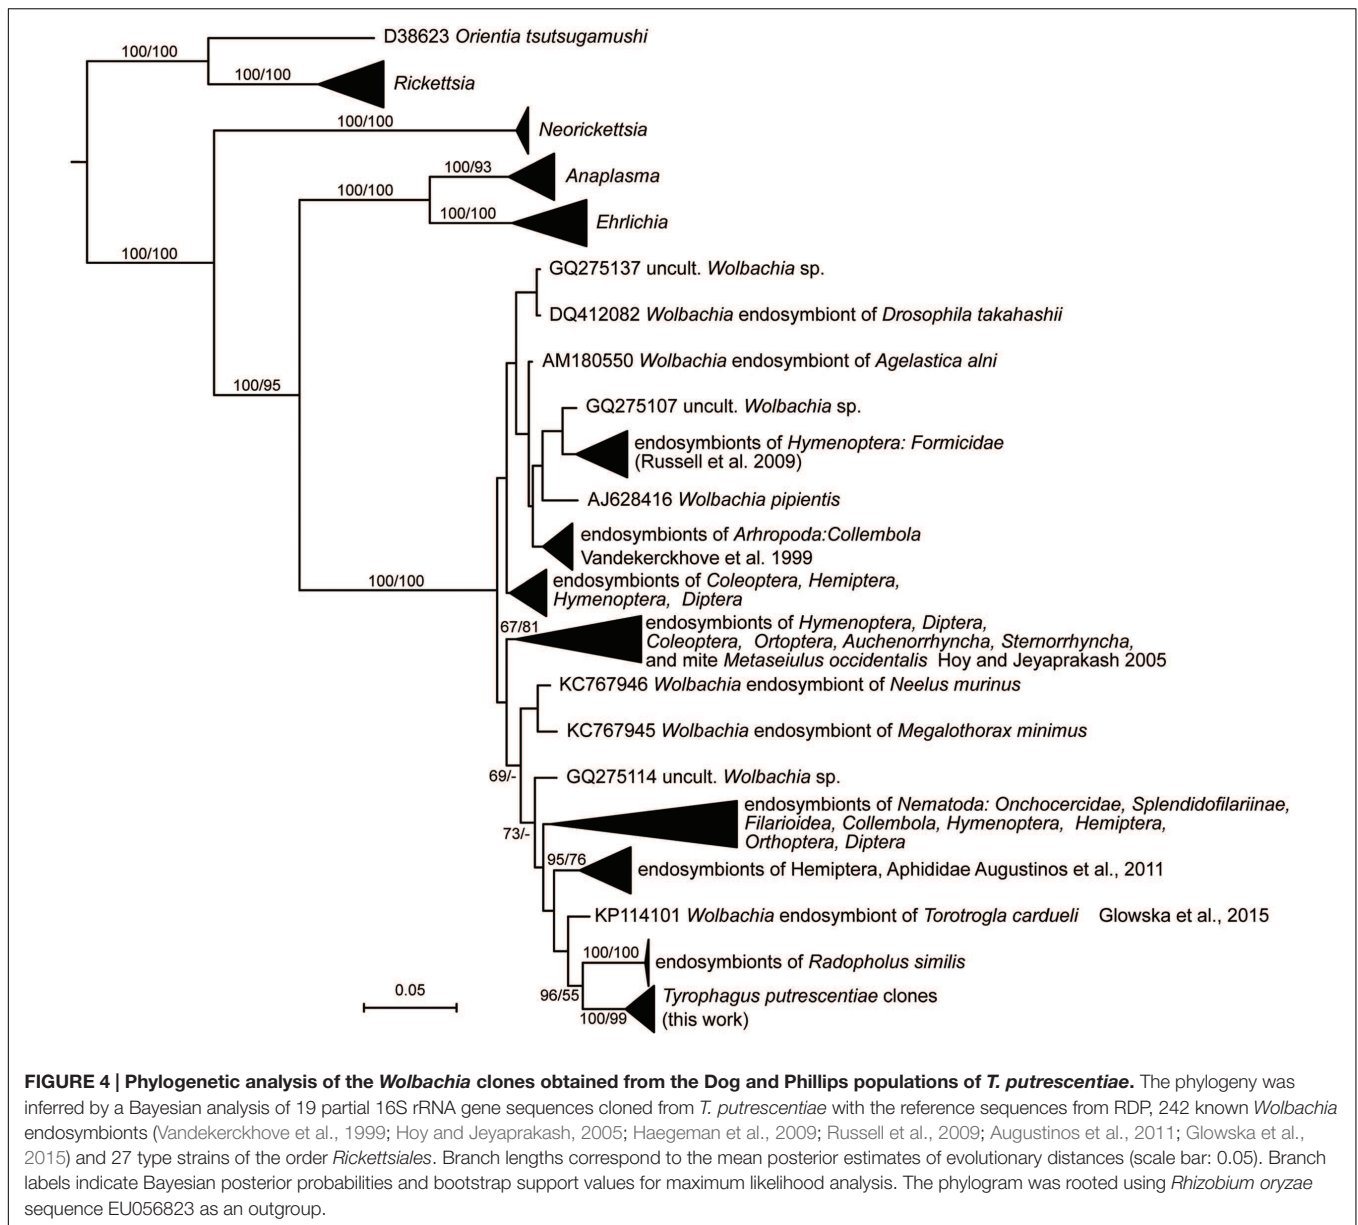 D38623 Orientia tsutsugamushi
100/100
100/100
Rickettsia
100/100
Neorickettsia
100/93
Anaplasma
100/100
100/100
Ehrlichia
100/100
GQ275137 uncult. Wolbachia sp.
DQ412082 Wolbachia endosymbiont of Drosophila takahashii
AM180550 Wolbachia endosymbiont of Agelastica alni
100/95
GQ275107 uncult. Wolbachia sp.
endosymbionts of Hymenoptera: Formicidae
(Russell et al. 2009)
AJ628416 Wolbachia pipientis
endosymbionts of Arhropoda:Collembola
Vandekerckhove et al. 1999
100/100
endosymbionts of Coleoptera, Hemiptera,
Hymenoptera, Diptera
67/81
endosymbionts of Hymenoptera, Diptera,
Coleoptera, Ortoptera, Auchenorrhyncha, Sternorrhyncha,
and mite Metaseiulus occidentalis Hoy and Jeyaprakash 2005
KC767946 Wolbachia endosymbiont of Neelus murinus
KC767945 Wolbachia endosymbiont of Megalothorax minimus
69/-
GQ275114 uncult. Wolbachia sp.
endosymbionts of Nematoda: Onchocercidae, Splendidofilariinae,
Filarioidea, Collembola, Hymenoptera, Hemiptera,
Orthoptera, Diptera
73/-
95/76
endosymbionts of Hemiptera, Aphididae Augustinos et al., 2011
KP114101 Wolbachia endosymbiont of Torotrogla cardueli Glowska et al., 2015
100/100
endosymbionts of Radopholus similis
96/55
0.05
Tyrophagus putrescentiae clones
(this work)
100/99
FIGURE 4 | Phylogenetic analysis of the Wolbachia clones obtained from the Dog and Phillips populations of T. putrescentiae. The phylogeny was
inferred by a Bayesian analysis of 19 partial 16S rRNA gene sequences cloned from T. putrescentiae with the reference sequences from RDP, 242 known Wolbachia
endosymbionts (Vandekerckhove et al., 1999; Hoy and Jeyaprakash, 2005; Haegeman et al., 2009; Russell et al., 2009; Augustinos et al., 2011; Glowska et al.,
2015) and 27 type strains of the order Rickettsiales. Branch lengths correspond to the mean posterior estimates of evolutionary distances (scale bar: 0.05). Branch
labels indicate Bayesian posterior probabilities and bootstrap support values for maximum likelihood analysis. The phylogram was rooted using Rhizobium oryzae
sequence EU056823 as an outgroup.